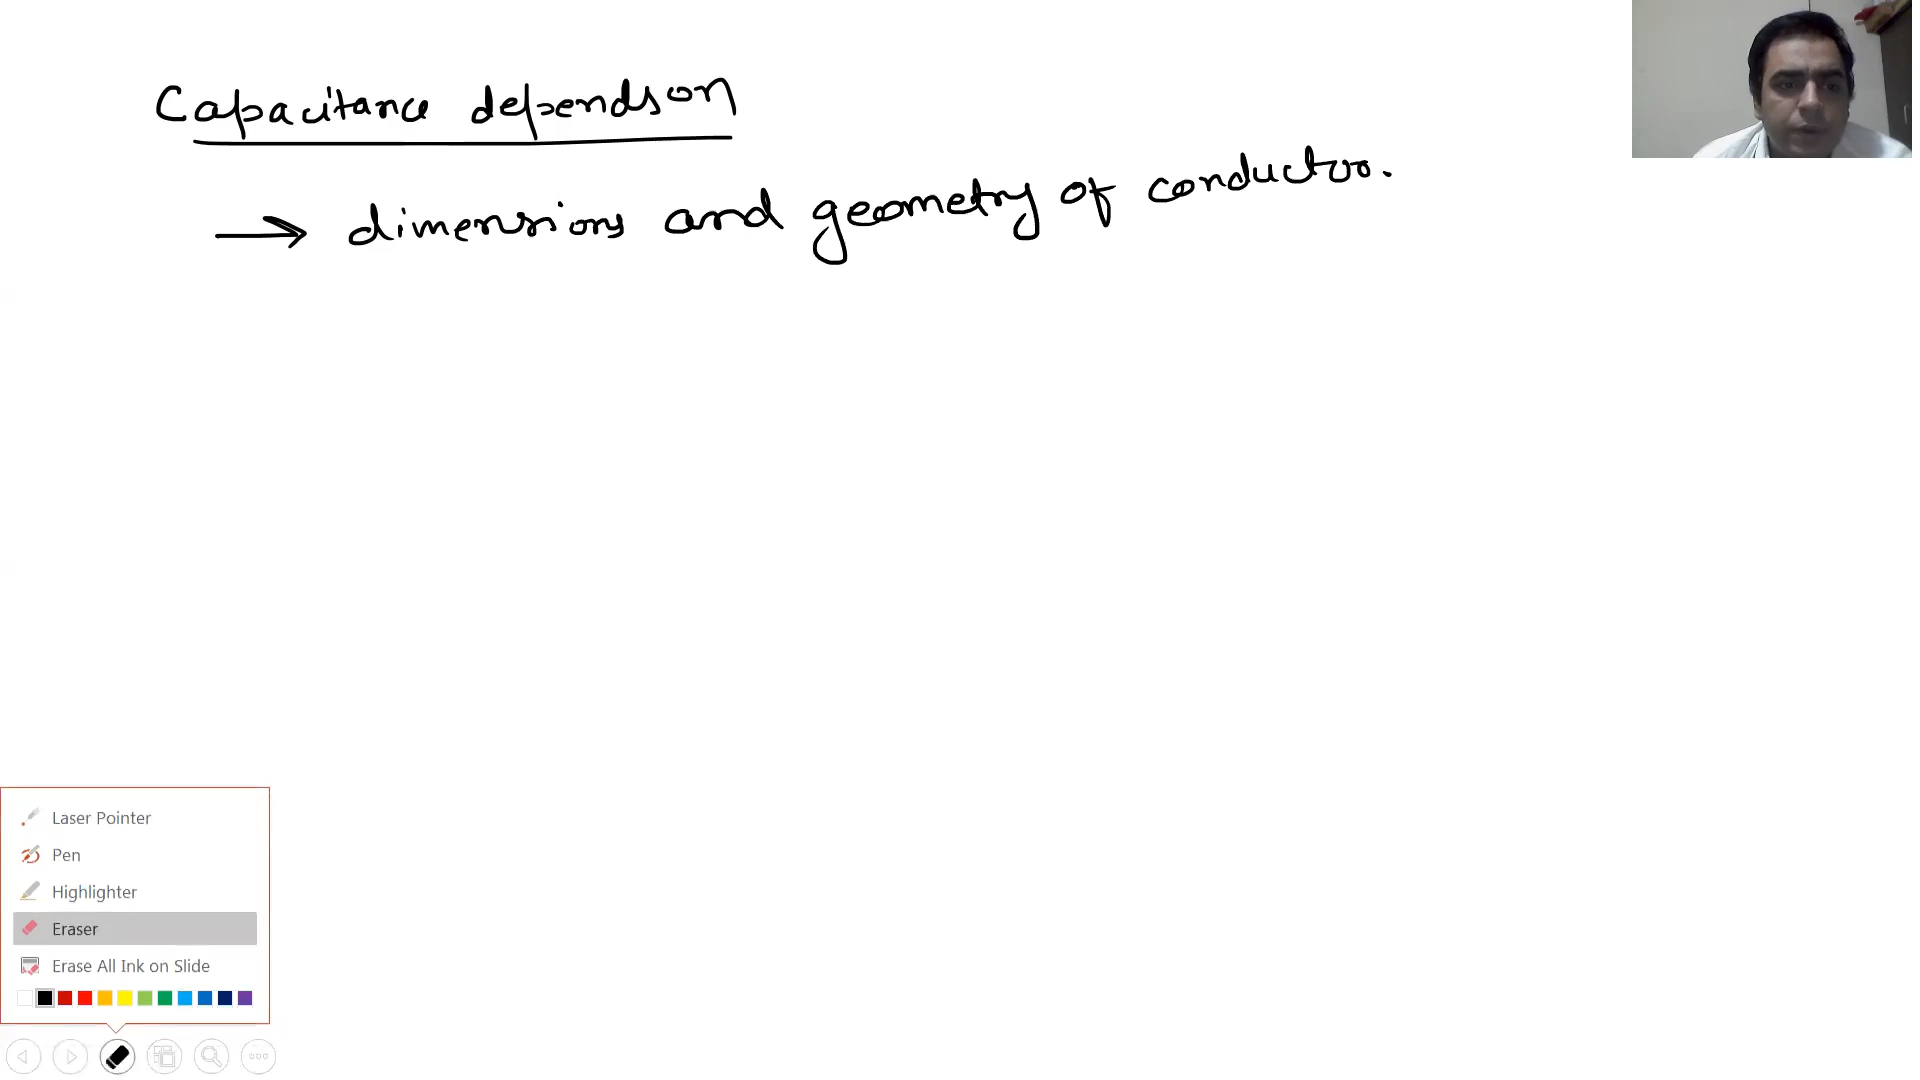 Capacitance depends on
→ dimensions and geometry of conductor.
Laser Pointer
Pen
Highlighter
Eraser
Erase All Ink on Slide